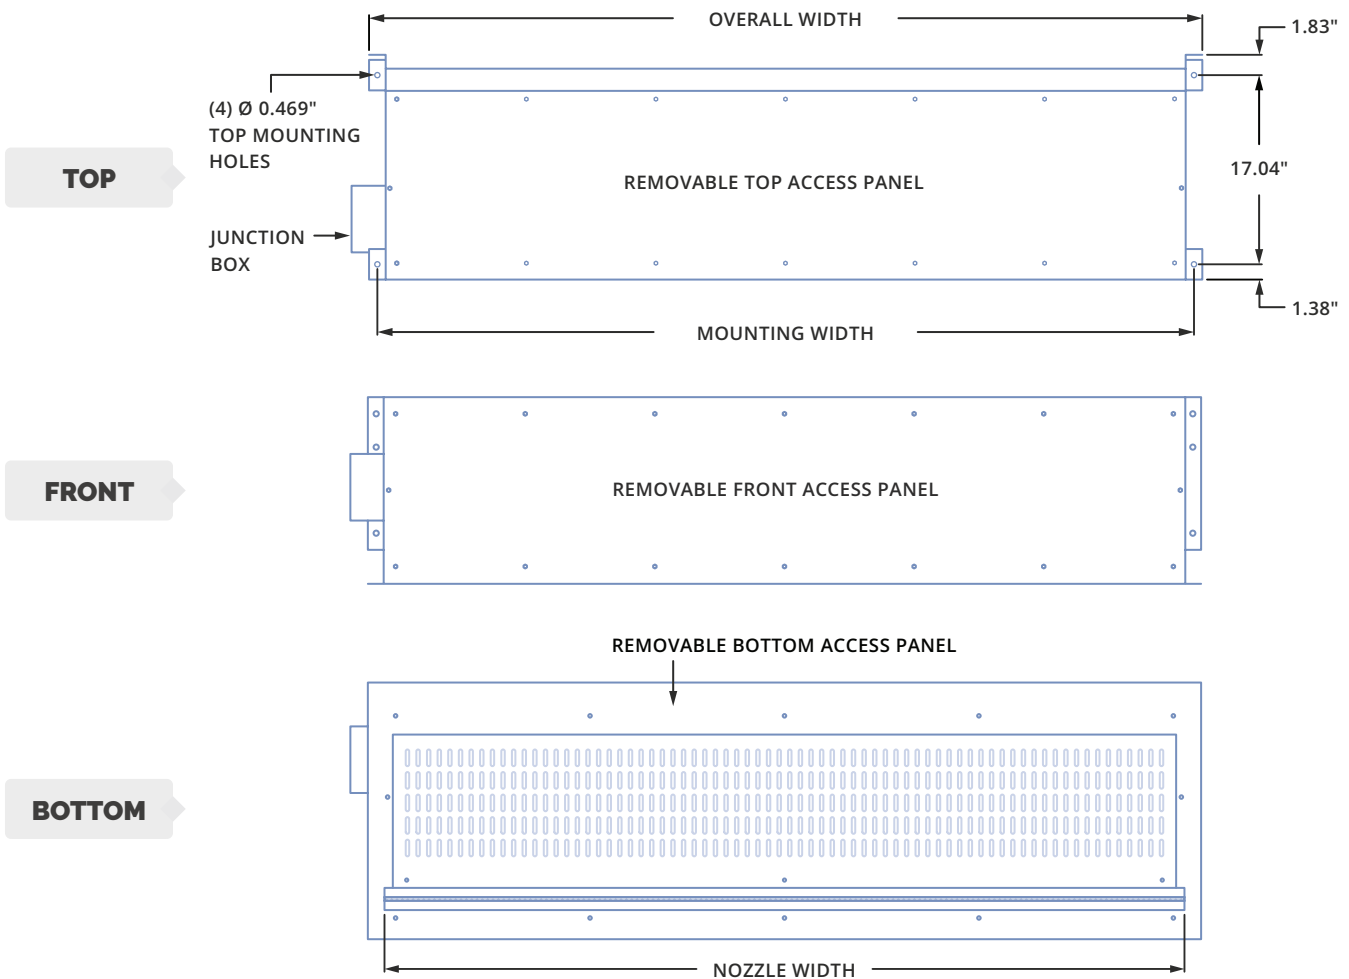 OVERALL WIDTH
1.83"
(4) Ø 0.469"
TOP MOUNTING
HOLES
TOP
REMOVABLE TOP ACCESS PANEL
17.04"
JUNCTION
BOX
1.38"
MOUNTING WIDTH
FRONT
REMOVABLE FRONT ACCESS PANEL
REMOVABLE BOTTOM ACCESS PANEL
BOTTOM
NOZZLE WIDTH